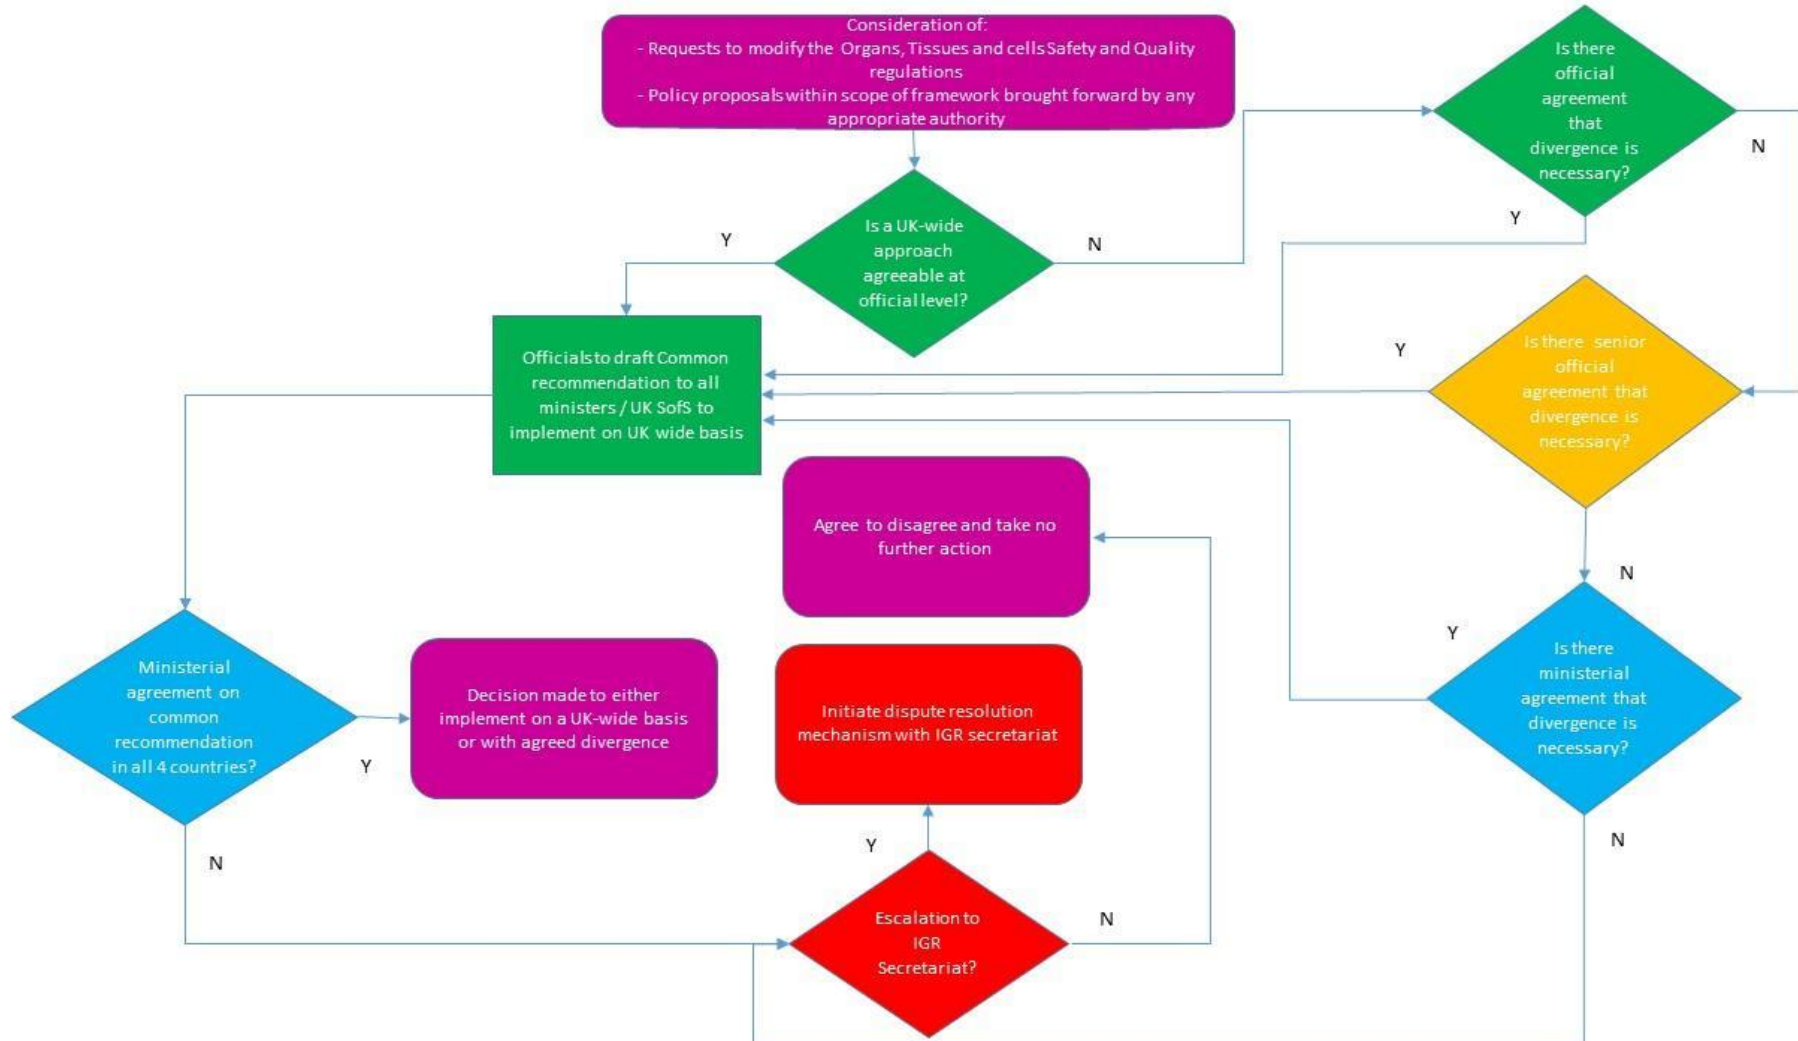 Consideration of:
- Requests to modify the Organs, Tissues and cells Safety and Quality
regulations
- Policy proposals within scope of framework brought forward by any
appropriate authority
Is there
official
agreement
that
divergence is
necessary?
N
Y
Is a UK-wide
approach
agreeable at
official level?
Y
N
Officials to draft Common
recommendation to all
ministers / UK SofS to
implement on UK wide basis
Y
Is there senior
official
agreement that
divergence is
necessary?
N
Agree to disagree and take no
further action
Y
Is there
ministerial
agreement that
divergence is
necessary?
N
Ministerial
agreement on
common
recommendation
in all 4 countries?
Y
N
Decision made to either
implement on a UK-wide basis
or with agreed divergence
Initiate dispute resolution
mechanism with IGR secretariat
Y
Escalation to
IGR
Secretariat?
N